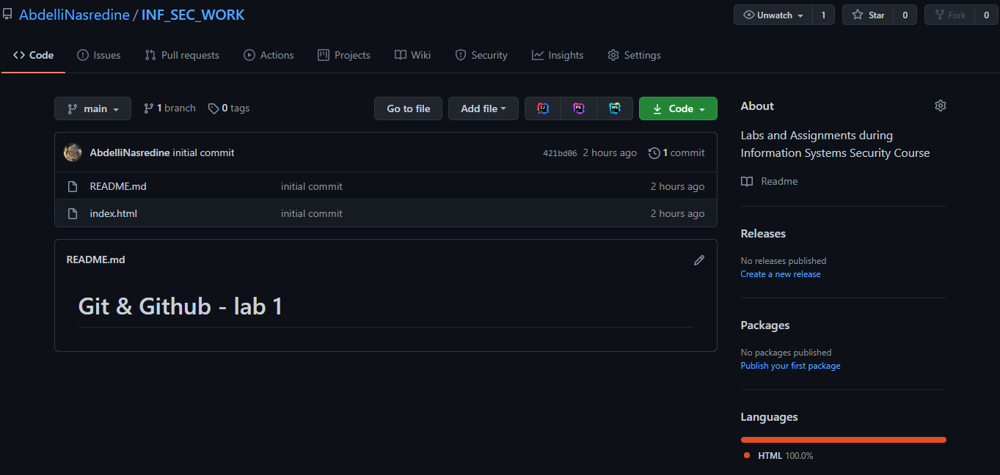 AbdelliNasredine / INF_SEC_WORK
Unwatch 1 Star 0 Fork 0
Code Issues Pull requests Actions Projects Wiki Security Insights Settings
main 1 branch 0 tags Go to file Add file IJ PS WS Code
AbdelliNasredine initial commit 421bd06 2 hours ago 1 commit
README.md initial commit 2 hours ago
index.html initial commit 2 hours ago
README.md
Git & Github - lab 1
About
Labs and Assignments during
Information Systems Security Course
Readme
Releases
No releases published
Create a new release
Packages
No packages published
Publish your first package
Languages
HTML 100.0%